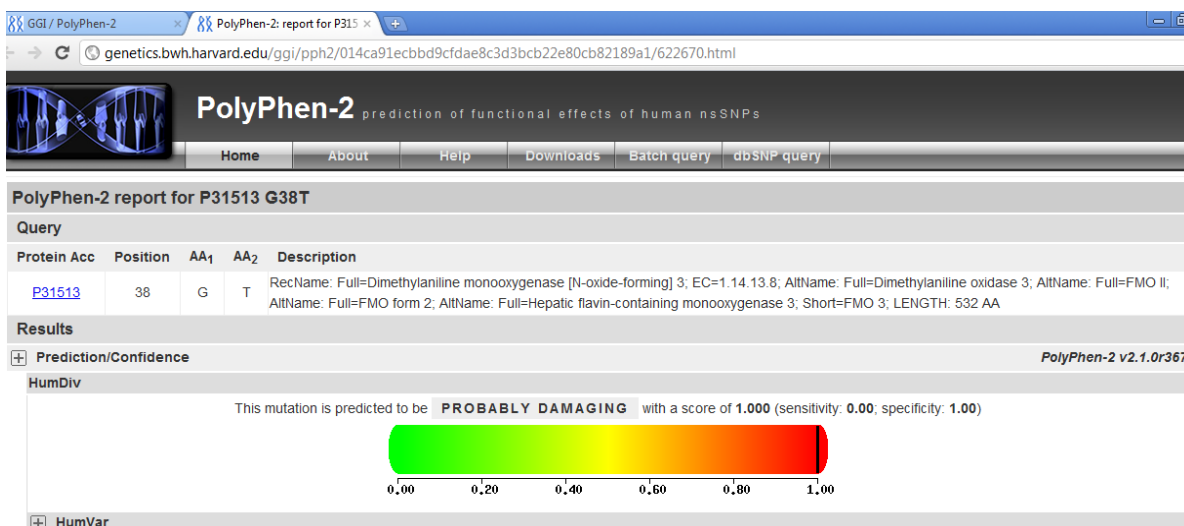 GGI / PolyPhen-2
PolyPhen-2: report for P315
genetics.bwh.harvard.edu/ggi/pph2/014ca91ecbbd9cfdae8c3d3bcb22e80cb82189a1/622670.html
PolyPhen-2 prediction of functional effects of human nsSNPs
Home About Help Downloads Batch query dbSNP query
PolyPhen-2 report for P31513 G38T
Query
Protein Acc Position AA1 AA2 Description
P31513 38 G T RecName: Full=Dimethylaniline monooxygenase [N-oxide-forming] 3; EC=1.14.13.8; AltName: Full=Dimethylaniline oxidase 3; AltName: Full=FMO II;
AltName: Full=FMO form 2; AltName: Full=Hepatic flavin-containing monooxygenase 3; Short=FMO 3; LENGTH: 532 AA
Results
Prediction/Confidence PolyPhen-2 v2.1.0r367
HumDiv
This mutation is predicted to be PROBABLY DAMAGING with a score of 1.000 (sensitivity: 0.00; specificity: 1.00)
0.00 0.20 0.40 0.60 0.80 1.00
HumVar